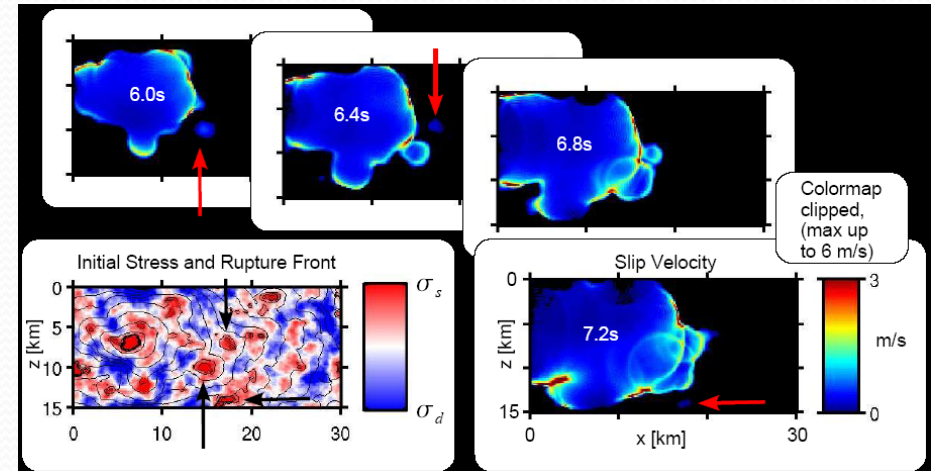 6.0s
6.4s
6.8s
Colormap
clipped,
(max up
to 6 m/s)
Initial Stress and Rupture Front
0
5
10
15
z [km]
0
10
20
30
σs
σd
Slip Velocity
0
z [km]
15
7.2s
0
x [km]
30
3
m/s
0